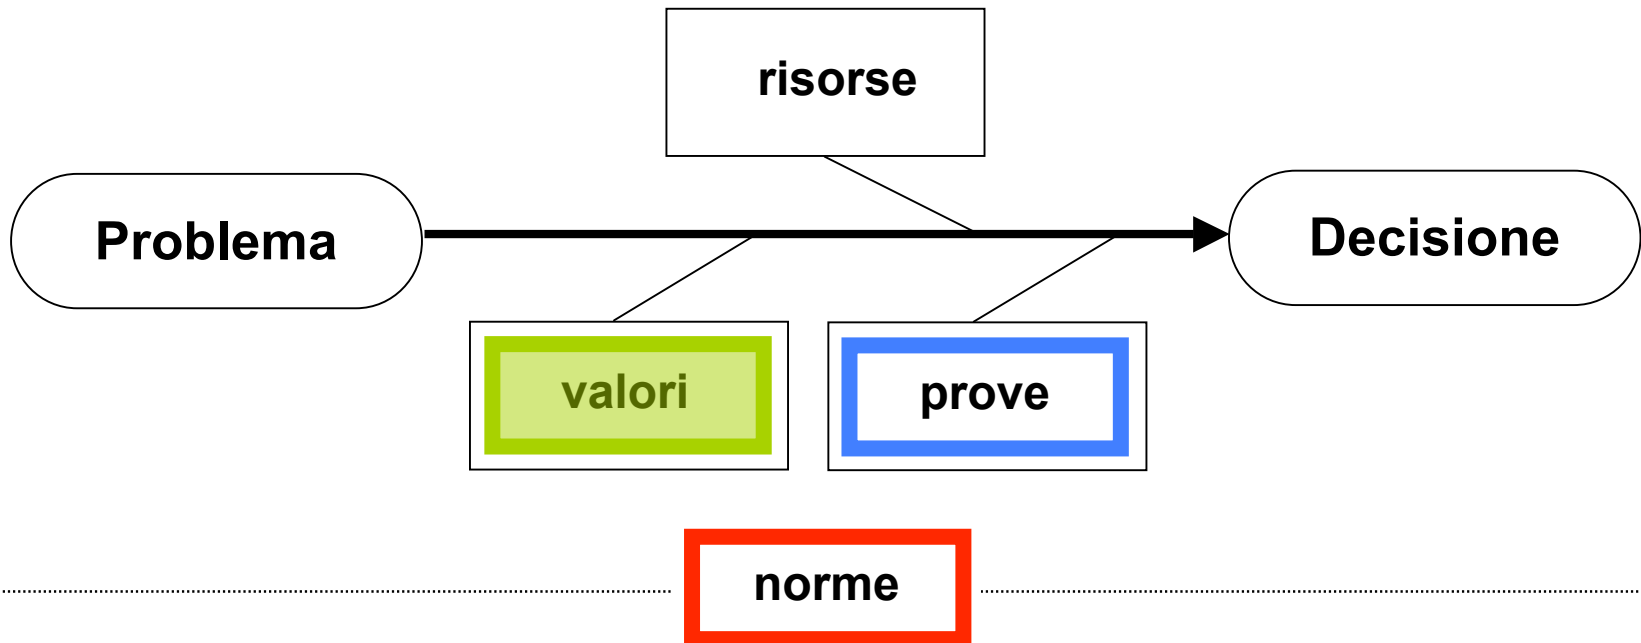 risorse
Problema
Decisione
valori
prove
norme